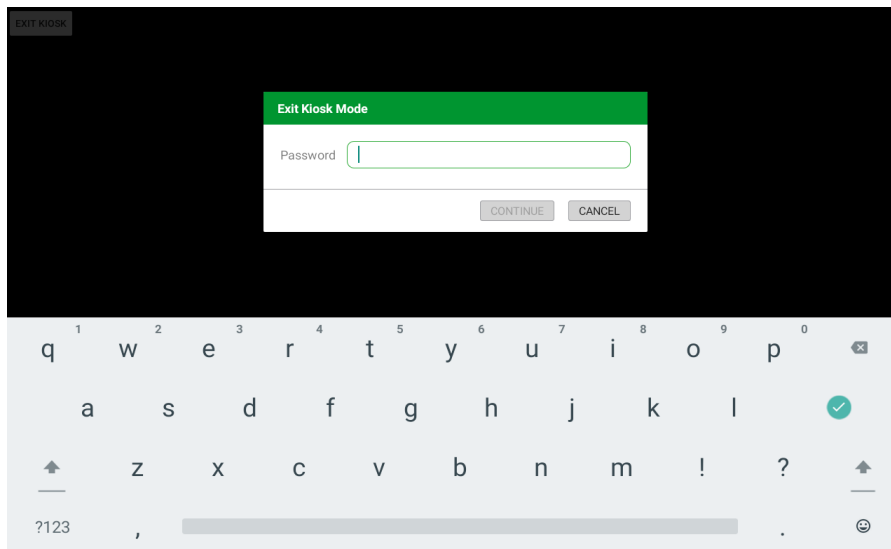 EXIT KIOSK
Exit Kiosk Mode
Password
CONTINUE CANCEL
1 2 3 4 5 6 7 8 9 0
q w e r t y u i o p
a s d f g h j k l
z x c v b n m ! ?
?123 , .